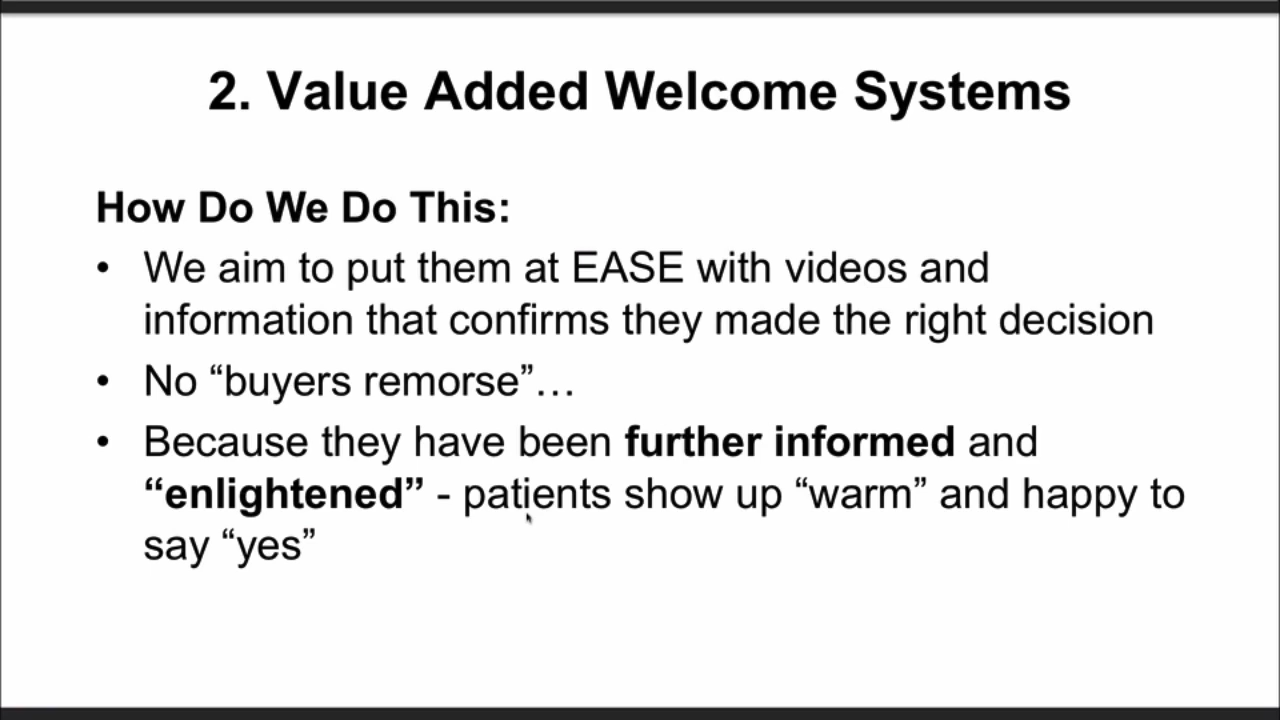 2. Value Added Welcome Systems
How Do We Do This:
• We aim to put them at EASE with videos and
information that confirms they made the right decision
• No “buyers remorse”…
• Because they have been further informed and
“enlightened” - patients show up “warm” and happy to
say “yes”